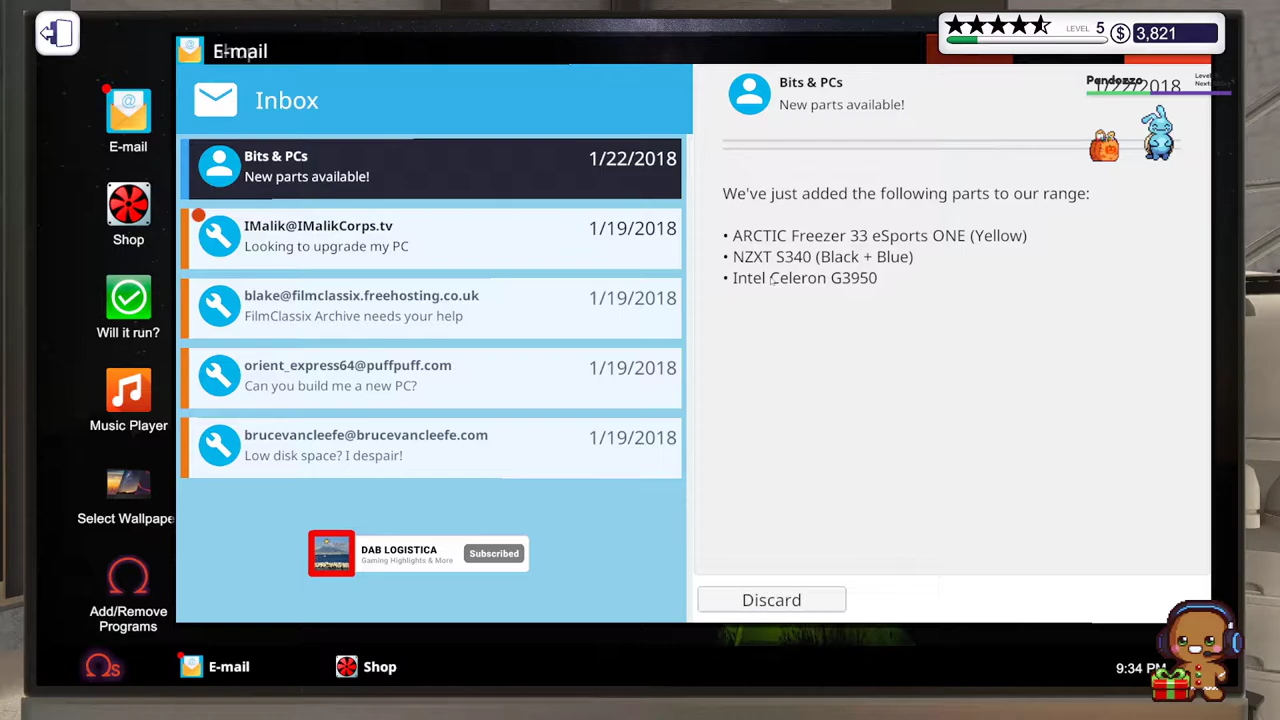 LEVEL 5
$ 3,821
E-mail
E-mail
Shop
Will it run?
Music Player
Select Wallpape
Add/Remove
Programs
Inbox
Bits & PCs
New parts available!
1/22/2018
IMalik@IMalikCorps.tv
Looking to upgrade my PC
1/19/2018
blake@filmclassix.freehosting.co.uk
FilmClassix Archive needs your help
1/19/2018
orient_express64@puffpuff.com
Can you build me a new PC?
1/19/2018
brucevancleefe@brucevancleefe.com
Low disk space? I despair!
1/19/2018
DAB LOGISTICA
Gaming Highlights & More
Subscribed
Bits & PCs
New parts available!
1/22/2018
Pandozzo
We've just added the following parts to our range:
• ARCTIC Freezer 33 eSports ONE (Yellow)
• NZXT S340 (Black + Blue)
• Intel Celeron G3950
Discard
Ωs
E-mail
Shop
9:34 PM